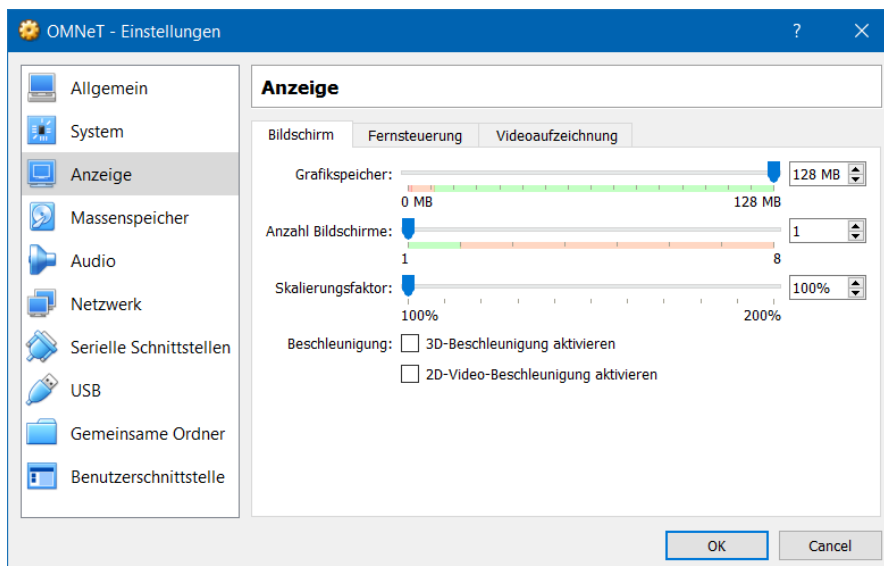 OMNeT - Einstellungen
?
Allgemein
System
Anzeige
Massenspeicher
Audio
Netzwerk
Serielle Schnittstellen
USB
Gemeinsame Ordner
Benutzerschnittstelle
Anzeige
Bildschirm Fernsteuerung Videoaufzeichnung
Grafikspeicher: 128 MB
0 MB 128 MB
Anzahl Bildschirme: 1
1 8
Skalierungsfaktor: 100%
100% 200%
Beschleunigung: 3D-Beschleunigung aktivieren
2D-Video-Beschleunigung aktivieren
OK Cancel